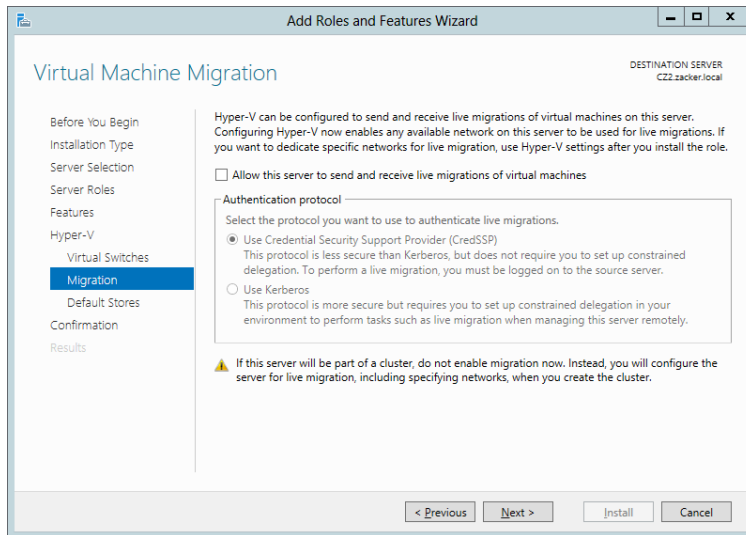 Add Roles and Features Wizard
Virtual Machine Migration
DESTINATION SERVER
CZ2.zacker.local
Before You Begin
Installation Type
Server Selection
Server Roles
Features
Hyper-V
Virtual Switches
Migration
Default Stores
Confirmation
Results
Hyper-V can be configured to send and receive live migrations of virtual machines on this server.
Configuring Hyper-V now enables any available network on this server to be used for live migrations. If
you want to dedicate specific networks for live migration, use Hyper-V settings after you install the role.
Allow this server to send and receive live migrations of virtual machines
Authentication protocol
Select the protocol you want to use to authenticate live migrations.
Use Credential Security Support Provider (CredSSP)
This protocol is less secure than Kerberos, but does not require you to set up constrained
delegation. To perform a live migration, you must be logged on to the source server.
Use Kerberos
This protocol is more secure but requires you to set up constrained delegation in your
environment to perform tasks such as live migration when managing this server remotely.
If this server will be part of a cluster, do not enable migration now. Instead, you will configure the
server for live migration, including specifying networks, when you create the cluster.
< Previous
Next >
Install
Cancel